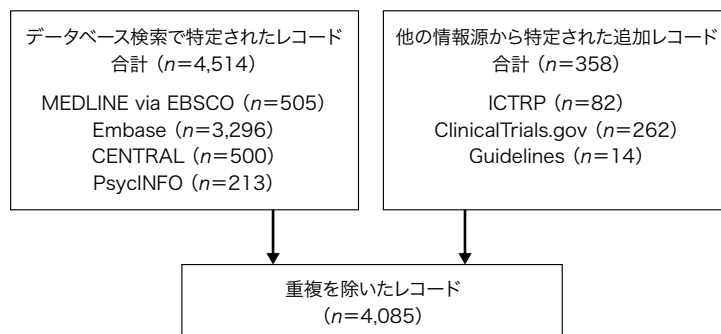 データベース検索で特定されたレコード
合計（n＝4,514）
MEDLINE via EBSCO（n＝505）
Embase（n＝3,296）
CENTRAL（n＝500）
PsycINFO（n＝213）
他の情報源から特定された追加レコード
合計（n＝358）
ICTRP（n＝82）
ClinicalTrials.gov（n＝262）
Guidelines（n＝14）
重複を除いたレコード
（n＝4,085）